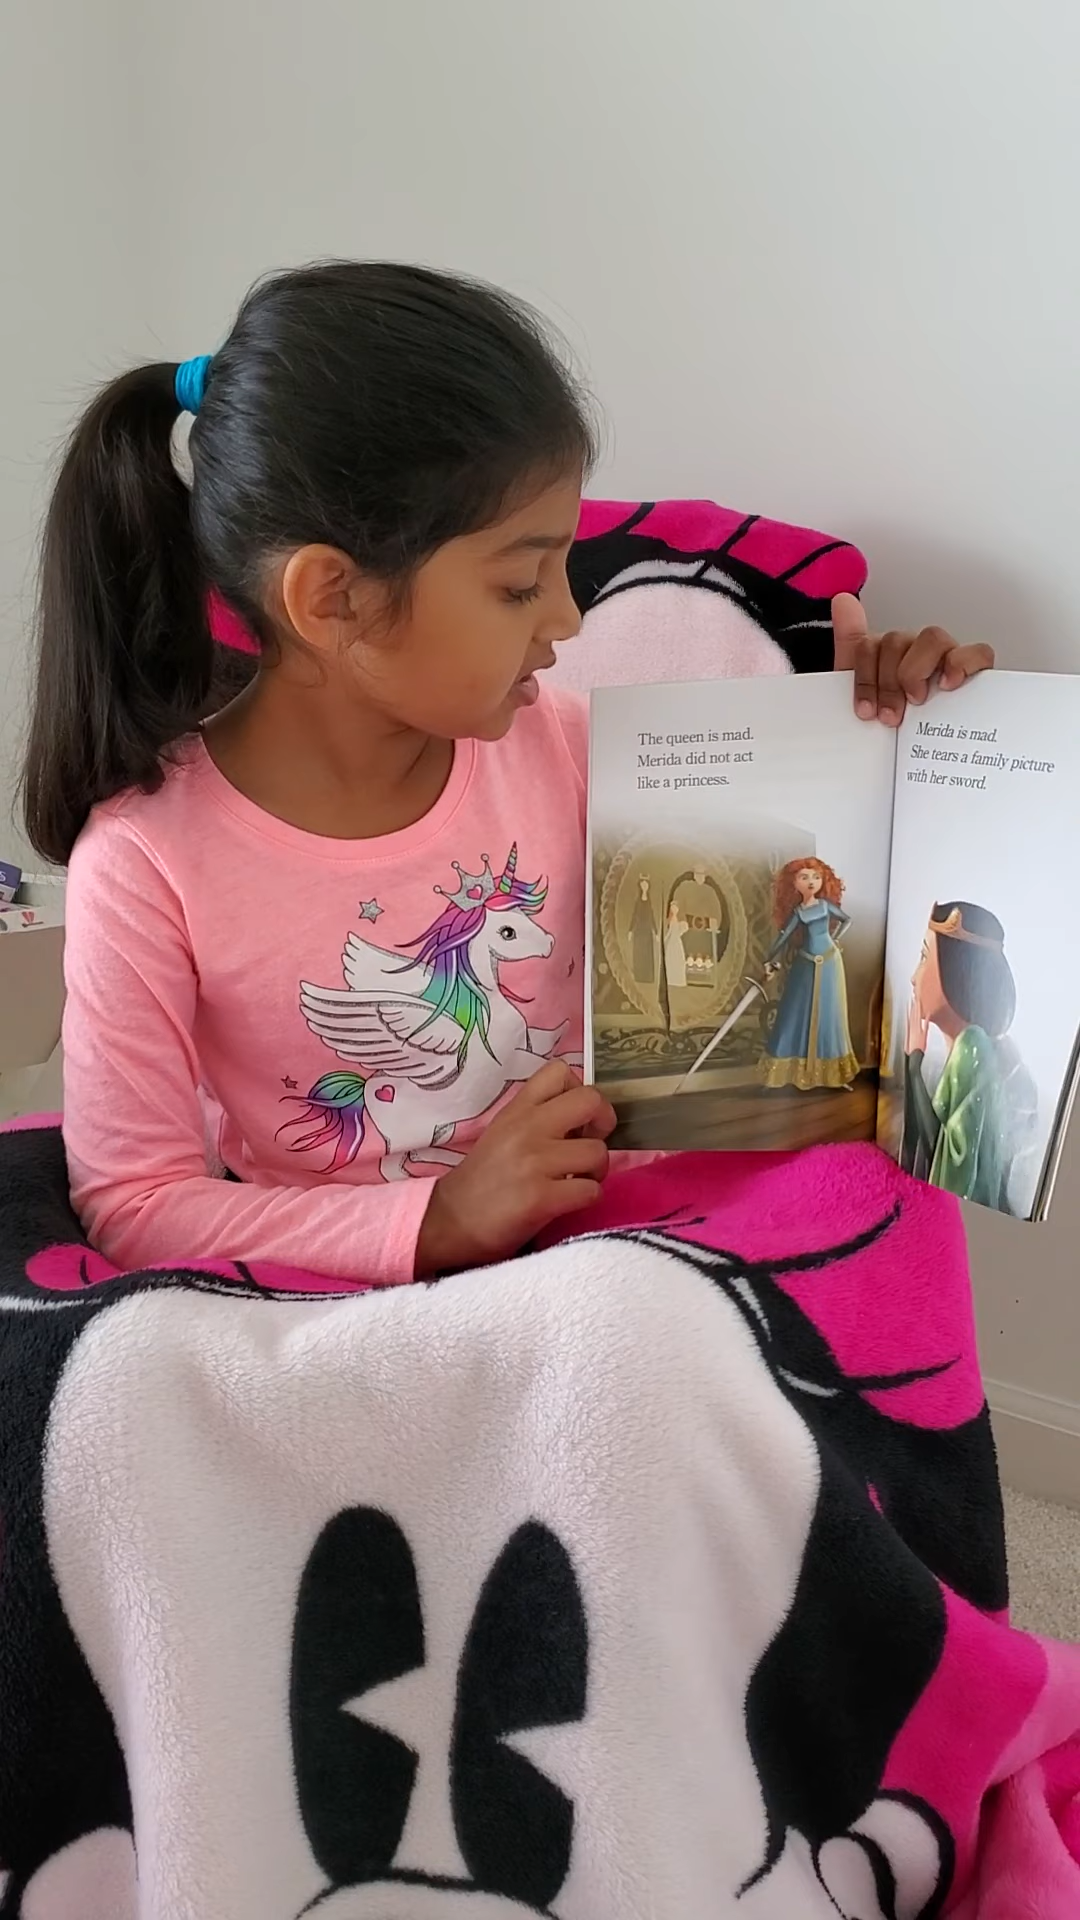 The queen is mad.
Merida did not act
like a princess.
Merida is mad.
She tears a family picture
with her sword.